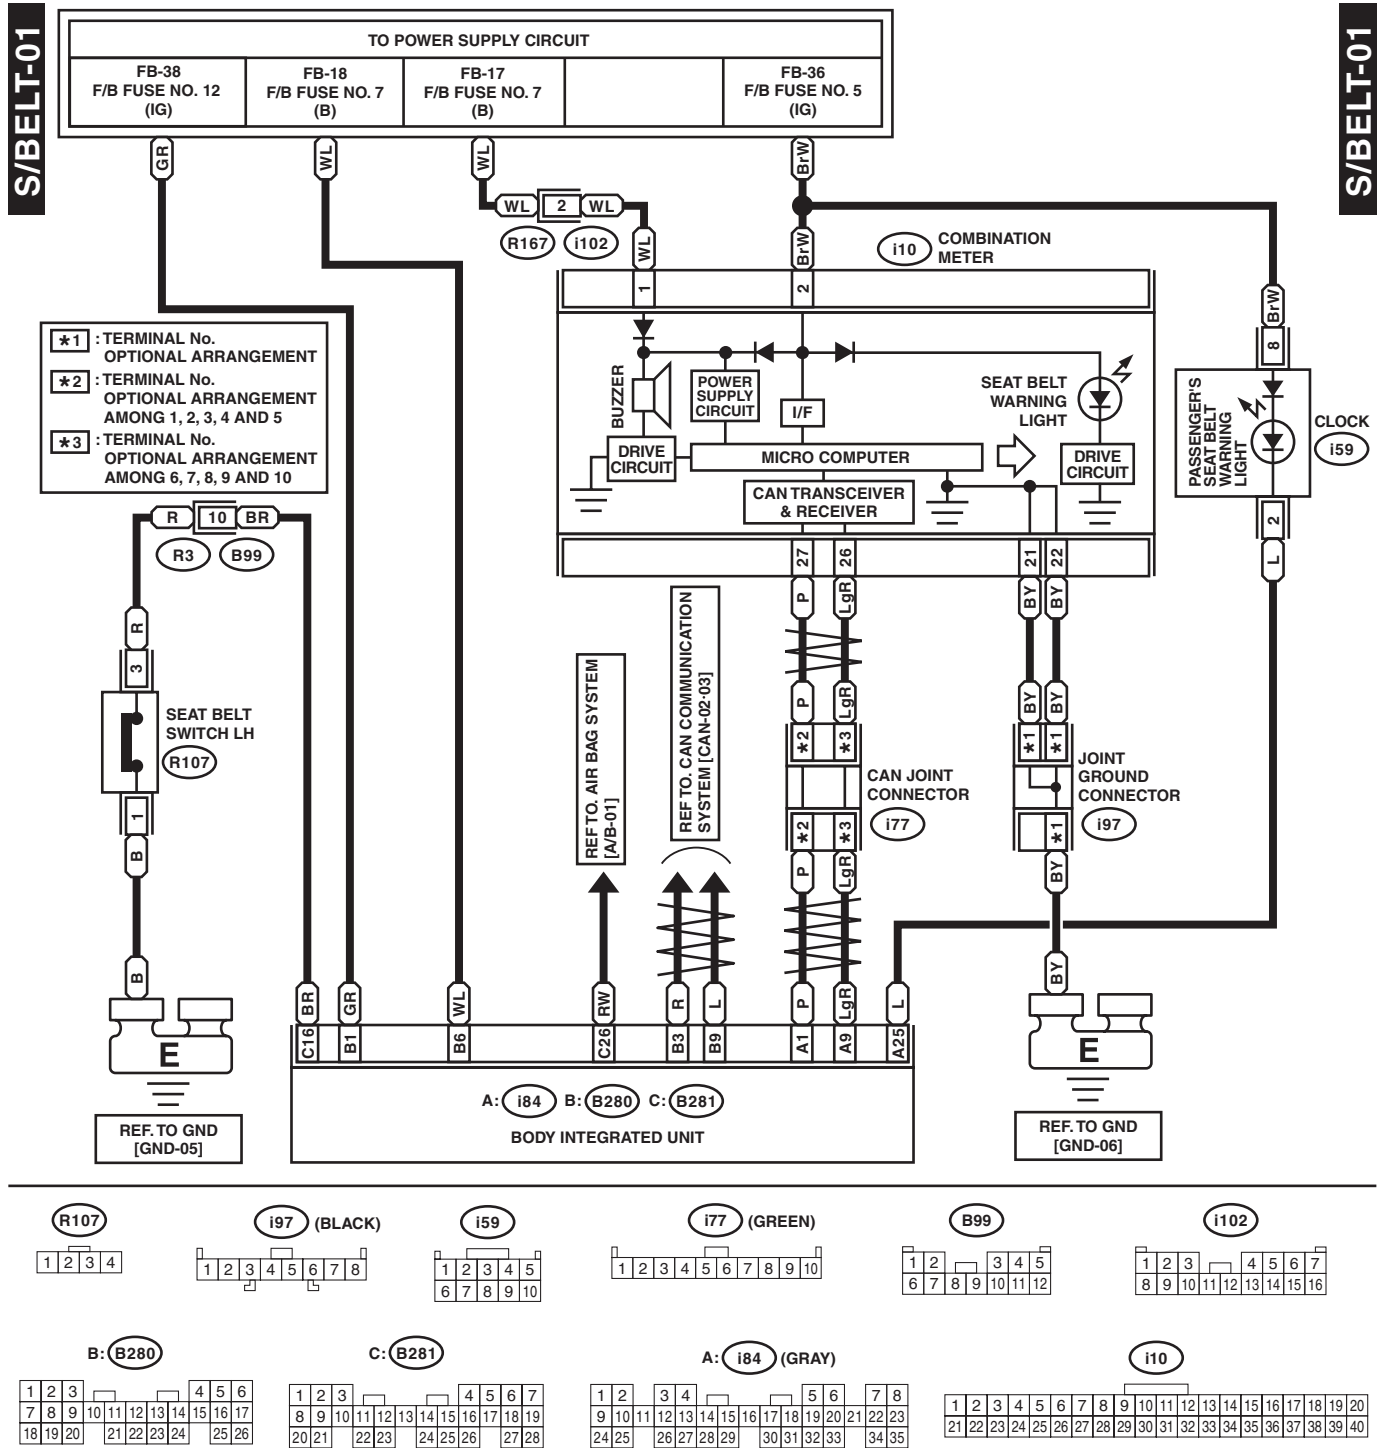 S/BELT-01
S/BELT-01
TO POWER SUPPLY CIRCUIT
FB-38
F/B FUSE NO. 12
(IG)
FB-18
F/B FUSE NO. 7
(B)
FB-17
F/B FUSE NO. 7
(B)
FB-36
F/B FUSE NO. 5
(IG)
GR
WL
WL
BrW
WL 2 WL
R167 i102
WL
BrW
i10 COMBINATION
METER
1
2
BrW
8
*1 : TERMINAL No.
OPTIONAL ARRANGEMENT
*2 : TERMINAL No.
OPTIONAL ARRANGEMENT
AMONG 1, 2, 3, 4 AND 5
*3 : TERMINAL No.
OPTIONAL ARRANGEMENT
AMONG 6, 7, 8, 9 AND 10
BUZZER
POWER
SUPPLY
CIRCUIT
I/F
SEAT BELT
WARNING
LIGHT
DRIVE
CIRCUIT
MICRO COMPUTER
DRIVE
CIRCUIT
CAN TRANSCEIVER
& RECEIVER
PASSENGER'S
SEAT BELT
WARNING
LIGHT
CLOCK
i59
2
L
R 10 BR
R3 B99
27 26 21 22
P LgR BY BY
R
3
SEAT BELT
SWITCH LH
R107
1
B
B
REF TO. AIR BAG SYSTEM
[A/B-01]
REF TO. CAN COMMUNICATION
SYSTEM [CAN-02·03]
P LgR BY BY
*2 *3 *1 *1
CAN JOINT
CONNECTOR
i77
JOINT
GROUND
CONNECTOR
i97
*2 *3 *1
P LgR BY
BY
BR GR WL RW R L P LgR L
C16 B1 B6 C26 B3 B9 A1 A9 A25
E
E
A: i84 B: B280 C: B281
BODY INTEGRATED UNIT
REF. TO GND
[GND-05]
REF. TO GND
[GND-06]
R107
1 2 3 4
i97 (BLACK)
1 2 3 4 5 6 7 8
i59
1 2 3 4 5
6 7 8 9 10
i77 (GREEN)
1 2 3 4 5 6 7 8 9 10
B99
1 2 3 4 5
6 7 8 9 10 11 12
i102
1 2 3 4 5 6 7
8 9 10 11 12 13 14 15 16
B: B280
1 2 3 4 5 6
7 8 9 10 11 12 13 14 15 16 17
18 19 20 21 22 23 24 25 26
C: B281
1 2 3 4 5 6 7
8 9 10 11 12 13 14 15 16 17 18 19
20 21 22 23 24 25 26 27 28
A: i84 (GRAY)
1 2 3 4 5 6 7 8
9 10 11 12 13 14 15 16 17 18 19 20 21 22 23
24 25 26 27 28 29 30 31 32 33 34 35
i10
1 2 3 4 5 6 7 8 9 10 11 12 13 14 15 16 17 18 19 20
21 22 23 24 25 26 27 28 29 30 31 32 33 34 35 36 37 38 39 40